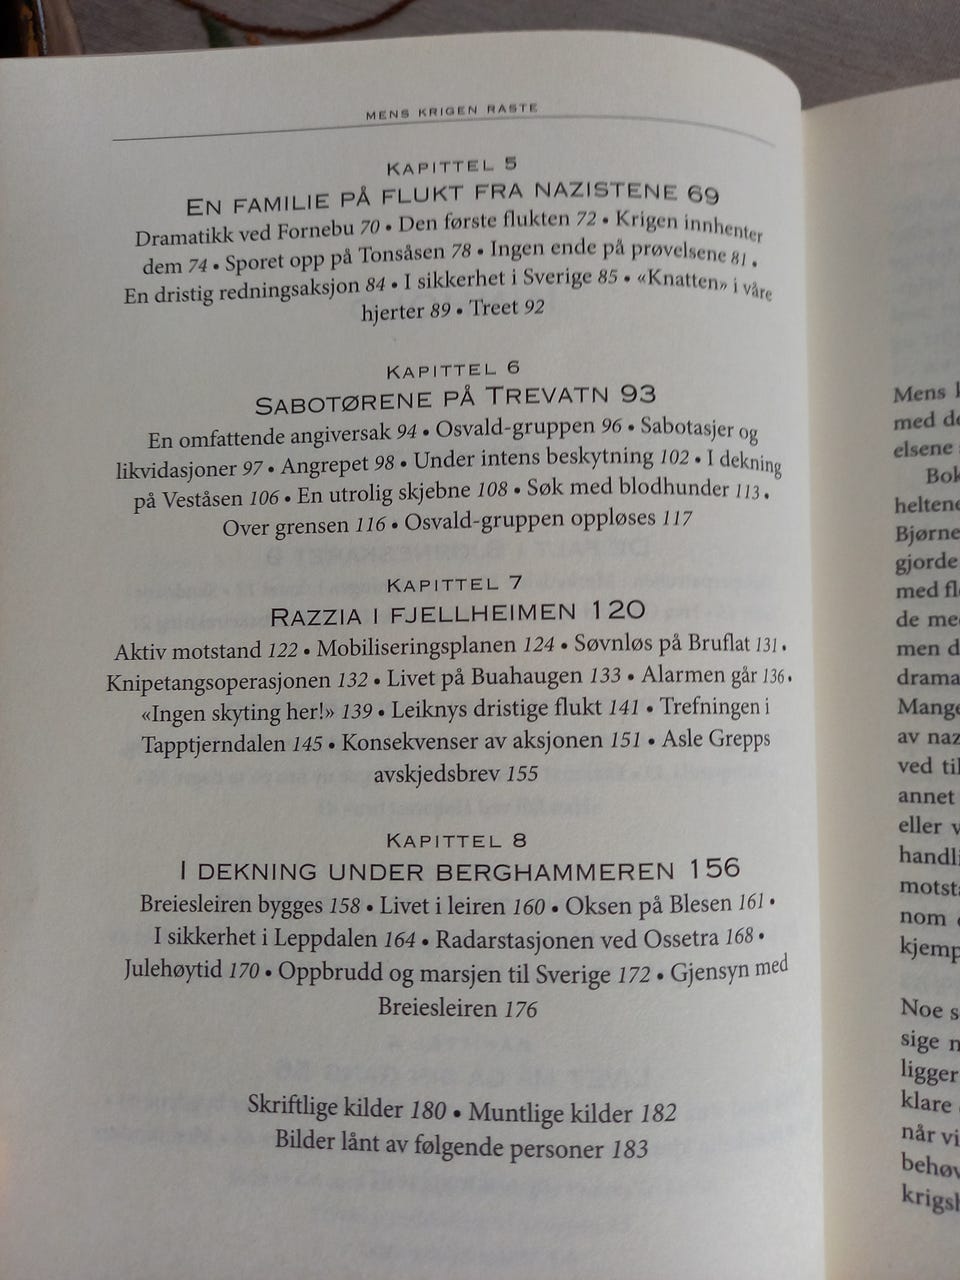 MENS KRIGEN RASTE
KAPITTEL 5
EN FAMILIE PÅ FLUKT FRA NAZISTENE 69
Dramatikk ved Fornebu 70 • Den første flukten 72 • Krigen innhenter
dem 74 • Sporet opp på Tonsåsen 78 • Ingen ende på prøvelsene 81 •
En dristig redningsaksjon 84 • I sikkerhet i Sverige 85 • «Knatten» i våre
hjerter 89 • Treet 92
KAPITTEL 6
SABOTØRENE PÅ TREVATN 93
En omfattende angiversak 94 • Osvald-gruppen 96 • Sabotasjer og
likvidasjoner 97 • Angrepet 98 • Under intens beskytning 102 • I dekning
på Veståsen 106 • En utrolig skjebne 108 • Søk med blodhunder 113 •
Over grensen 116 • Osvald-gruppen oppløses 117
KAPITTEL 7
RAZZIA I FJELLHEIMEN 120
Aktiv motstand 122 • Mobiliseringsplanen 124 • Søvnløs på Bruflat 131 •
Knipetangsoperasjonen 132 • Livet på Buahaugen 133 • Alarmen går 136 •
«Ingen skyting her!» 139 • Leiknys dristige flukt 141 • Trefningen i
Tapptjerndalen 145 • Konsekvenser av aksjonen 151 • Asle Grepps
avskjedsbrev 155
KAPITTEL 8
I DEKNING UNDER BERGHAMMEREN 156
Breiesleiren bygges 158 • Livet i leiren 160 • Oksen på Blesen 161 •
I sikkerhet i Leppdalen 164 • Radarstasjonen ved Ossetra 168 •
Julehøytid 170 • Oppbrudd og marsjen til Sverige 172 • Gjensyn med
Breiesleiren 176
Skriftlige kilder 180 • Muntlige kilder 182
Bilder lånt av følgende personer 183
Mens
med
elsene
Bok
heltene
Bjørne
gjorde
med
de
men
drama
Mange
av
ved
annet
eller
handli
motsta
nom
kjemp
Noe
sige
ligger
klare
når vi
behøv
krigsh